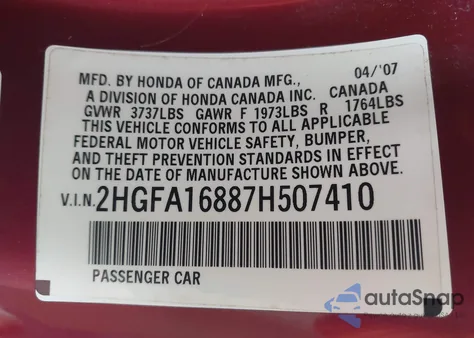 MFD. BY HONDA OF CANADA MFG., 04/'07
A DIVISION OF HONDA CANADA INC. CANADA
GVWR 3737LBS GAWR F 1973LBS R 1764LBS
THIS VEHICLE CONFORMS TO ALL APPLICABLE
FEDERAL MOTOR VEHICLE SAFETY, BUMPER,
AND THEFT PREVENTION STANDARDS IN EFFECT
ON THE DATE OF MANUFACTURE SHOWN ABOVE.
V.I.N. 2HGFA16887H507410
PASSENGER CAR
autoSnap